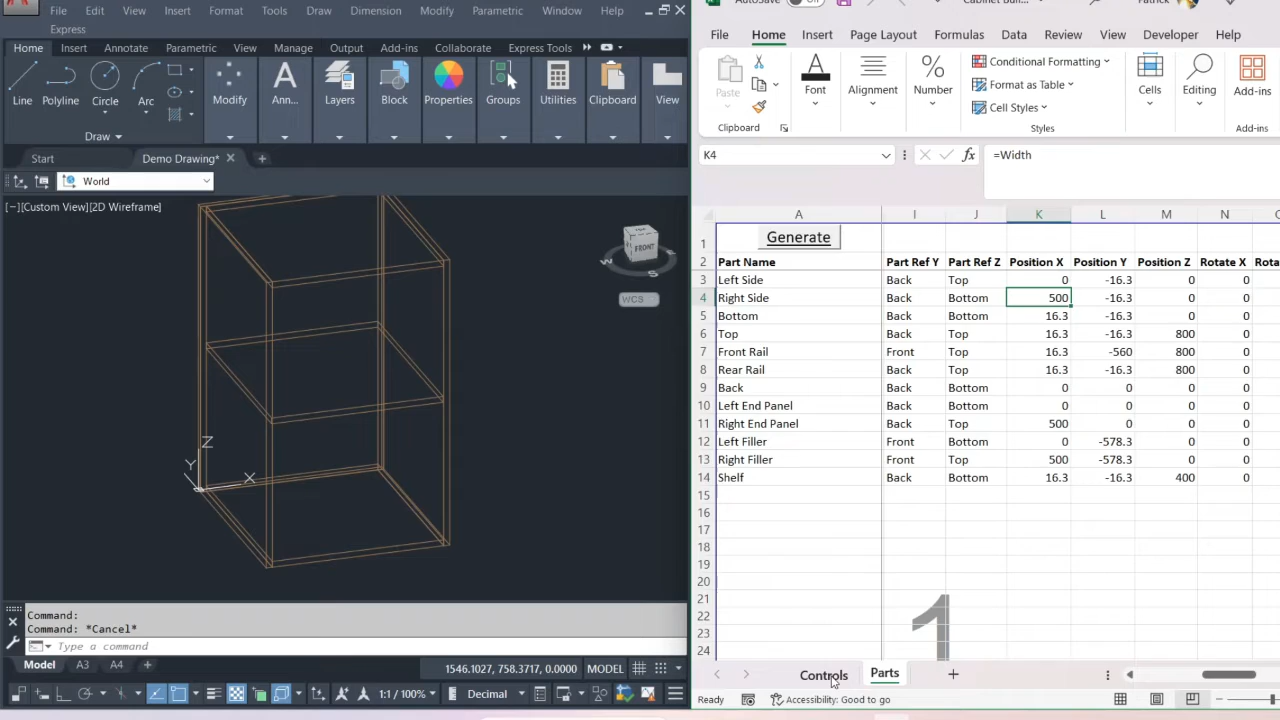 File Edit View Insert Format Tools Draw Dimension Modify Parametric Window Help
Express
Home Insert Annotate Parametric View Manage Output Add-ins Collaborate Express Tools
Line Polyline Circle Arc Modify Ann... Layers Block Properties Groups Utilities Clipboard View
Draw
Start Demo Drawing*
World
[−][Custom View][2D Wireframe]
FRONT
W S
WCS
Z
Y X
Command:
Command: *Cancel*
Type a command
Model A3 A4 1546.1027, 758.3717, 0.0000 MODEL
1:1 / 100% Decimal
AutoSave Off Cabinet Buil... Patrick
File Home Insert Page Layout Formulas Data Review View Developer Help
Paste Font Alignment Number Conditional Formatting Format as Table Cell Styles Cells Editing Add-ins
Clipboard Styles Add-ins
K4 fx =Width
A I J K L M N
1 Generate
2 Part Name Part Ref Y Part Ref Z Position X Position Y Position Z Rotate X Rota
3 Left Side Back Top 0 -16.3 0 0
4 Right Side Back Bottom 500 -16.3 0 0
5 Bottom Back Bottom 16.3 -16.3 0 0
6 Top Back Top 16.3 -16.3 800 0
7 Front Rail Front Top 16.3 -560 800 0
8 Rear Rail Back Top 16.3 -16.3 800 0
9 Back Back Bottom 0 0 0 0
10 Left End Panel Back Bottom 0 0 0 0
11 Right End Panel Back Top 500 0 0 0
12 Left Filler Front Bottom 0 -578.3 0 0
13 Right Filler Front Top 500 -578.3 0 0
14 Shelf Back Bottom 16.3 -16.3 400 0
15
16
17
18
19
20
21
22
23
24
1
Controls Parts
Ready Accessibility: Good to go